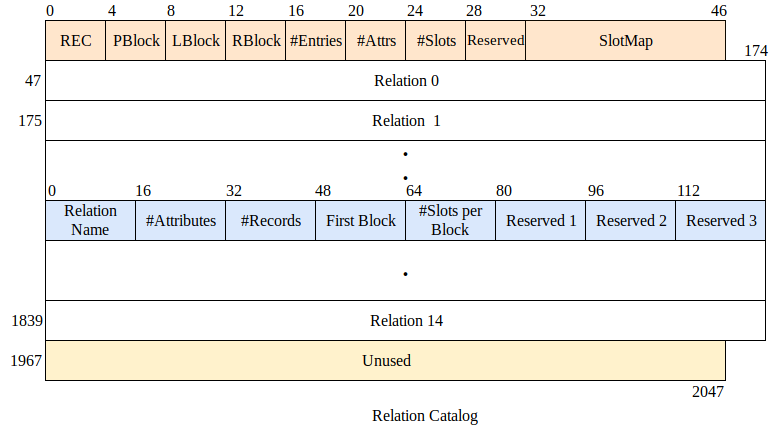 0 4 8 12 16 20 24 28 32 46
REC PBlock LBlock RBlock #Entries #Attrs #Slots Reserved SlotMap
174
47 Relation 0
175 Relation 1
0 16 32 48 64 80 96 112
Relation Name #Attributes #Records First Block #Slots per Block Reserved 1 Reserved 2 Reserved 3
1839 Relation 14
1967 Unused
2047
Relation Catalog